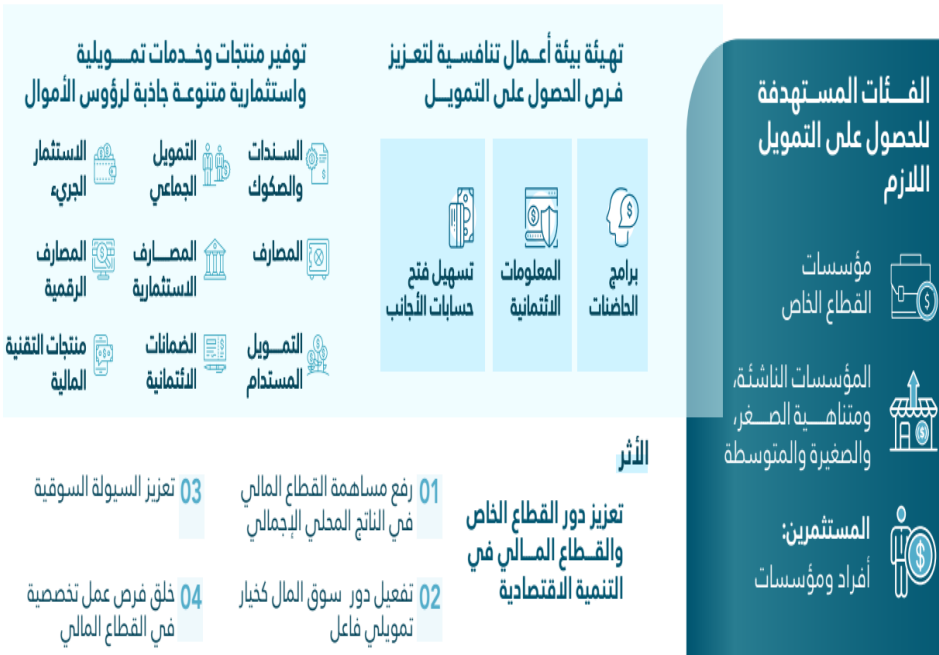 الفئات المستهدفة
للحصول على التمويل
اللازم
مؤسسات
القطاع الخاص
المؤسسات الناشئة،
ومتناهية الصغر،
والصغيرة والمتوسطة
المستثمرين:
أفراد ومؤسسات
تهيئة بيئة أعمال تنافسية لتعزيز
فرص الحصول على التمويل
برامج
الحاضنات
المعلومات
الائتمانية
تسهيل فتح
حسابات الأجانب
توفير منتجات وخدمات تمويلية
واستثمارية متنوعة جاذبة لرؤوس الأموال
السندات
والصكوك
التمويل
الجماعي
الاستثمار
الجريء
المصارف
المصارف
الاستثمارية
المصارف
الرقمية
التمويل
المستدام
الضمانات
الائتمانية
منتجات التقنية
المالية
الأثر
تعزيز دور القطاع الخاص
والقطاع المالي في
التنمية الاقتصادية
01 رفع مساهمة القطاع المالي
في الناتج المحلي الإجمالي
02 تفعيل دور سوق المال كخيار
تمويلي فاعل
03 تعزيز السيولة السوقية
04 خلق فرص عمل تخصصية
في القطاع المالي